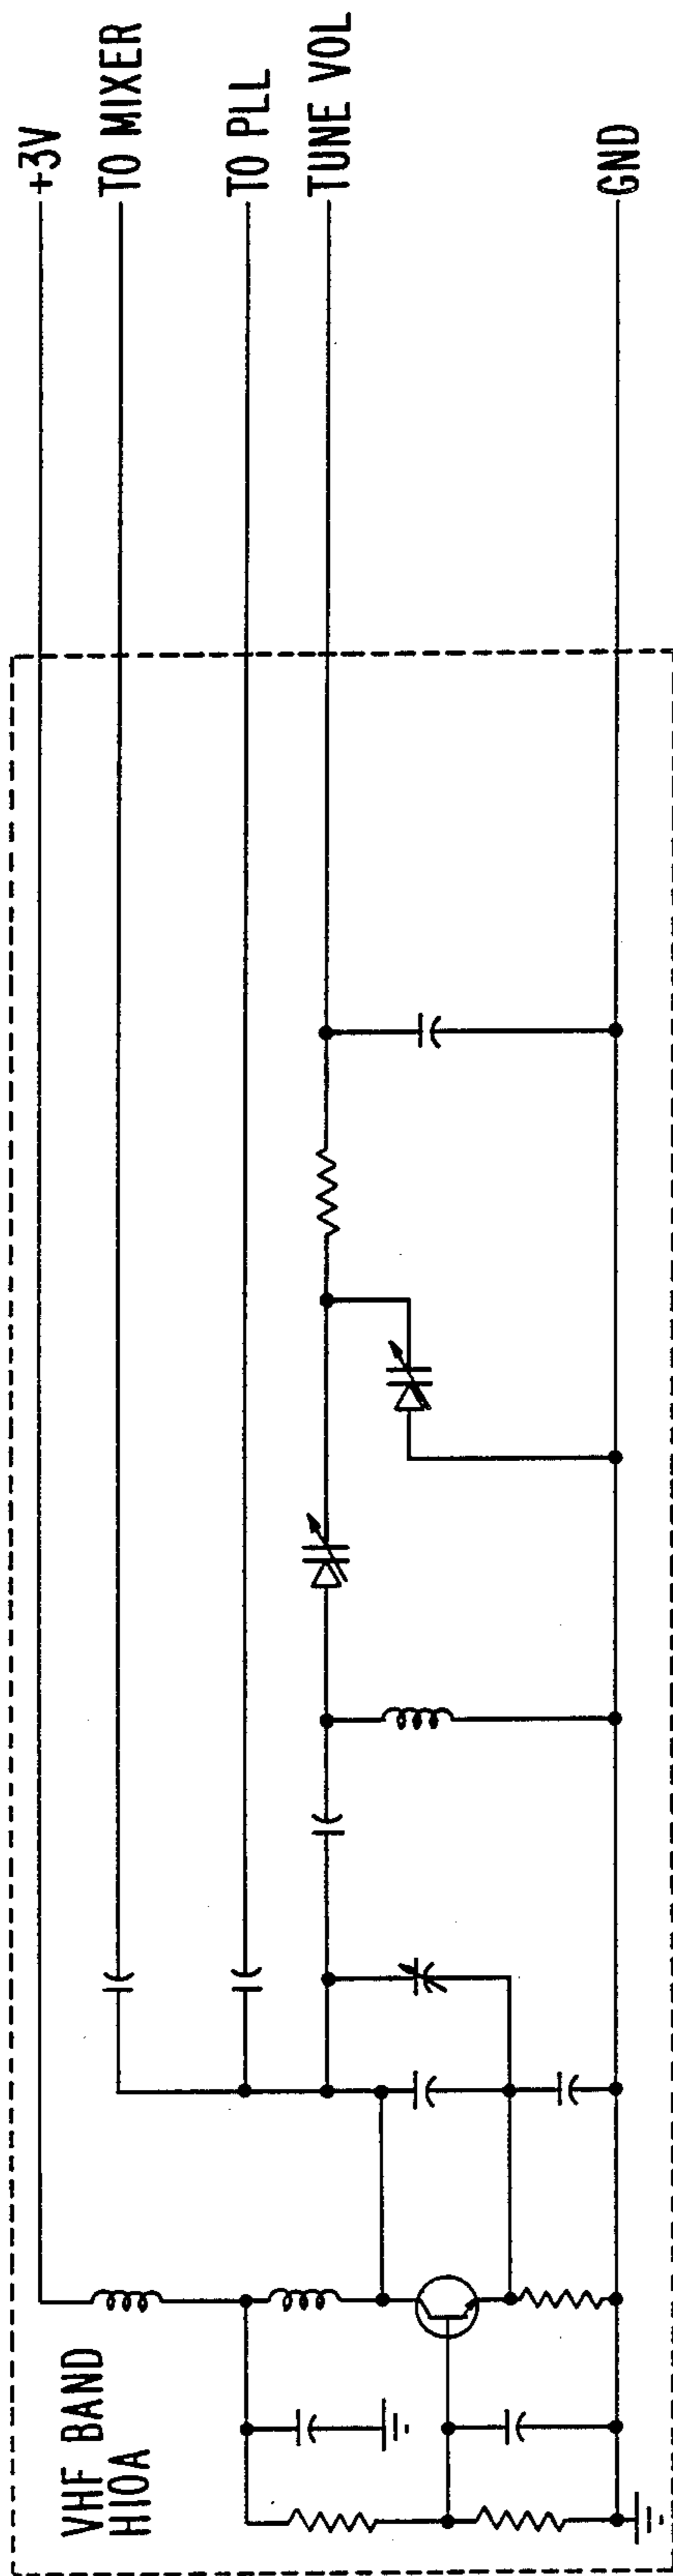 VHF BAND
H10A
+3V
TO MIXER
TO PLL
TUNE VOL
GND